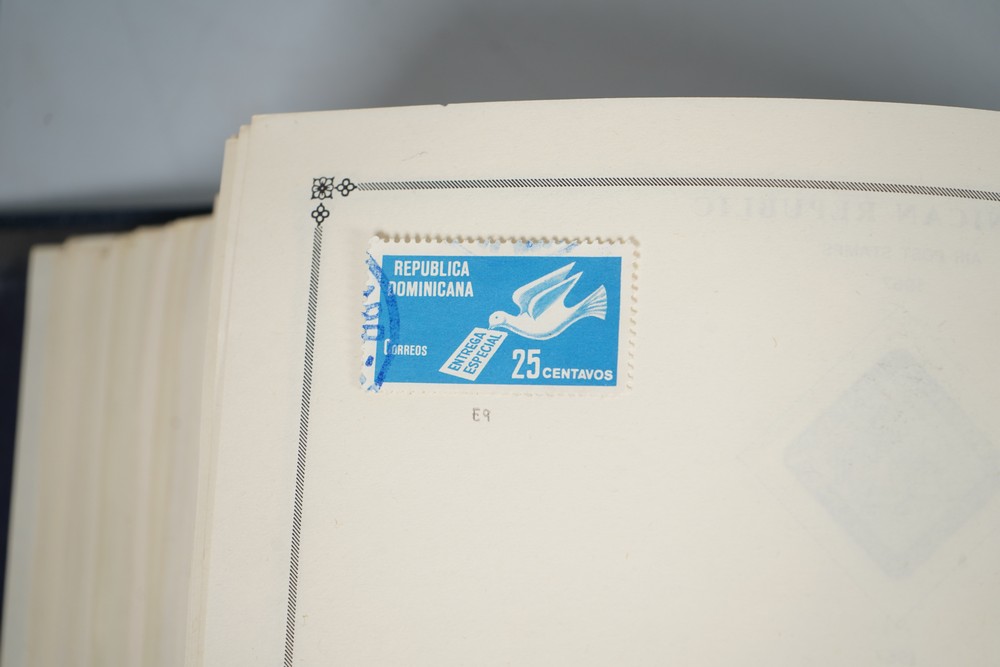 REPUBLICA
DOMINICANA
CORREOS
ENTREGA
ESPECIAL
25 CENTAVOS
E9